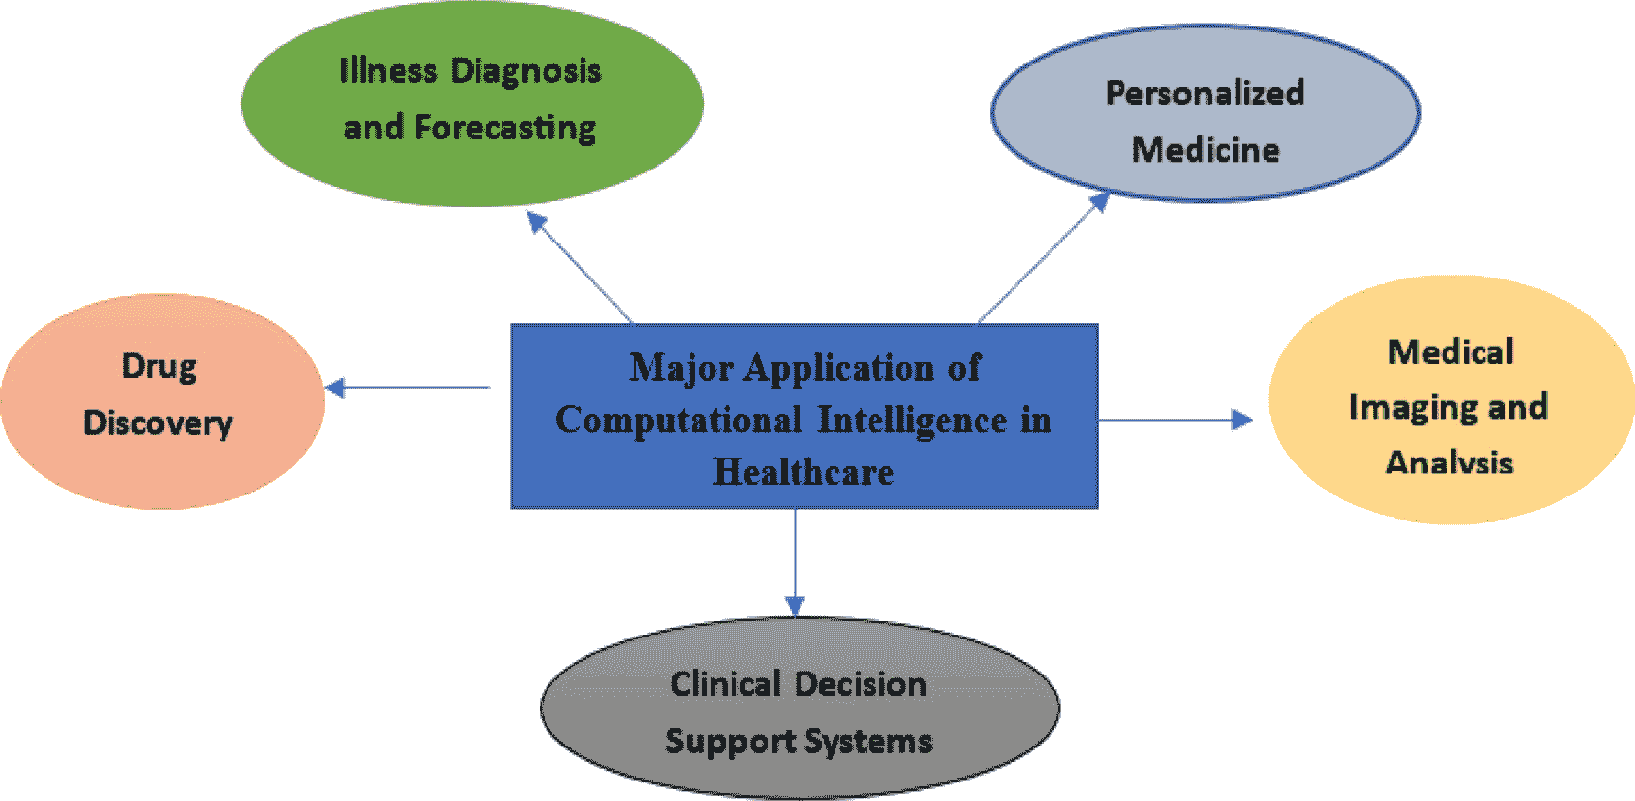 Illness Diagnosis
and Forecasting
Personalized
Medicine
Drug
Discovery
Major Application of
Computational Intelligence in
Healthcare
Medical
Imaging and
Analysis
Clinical Decision
Support Systems